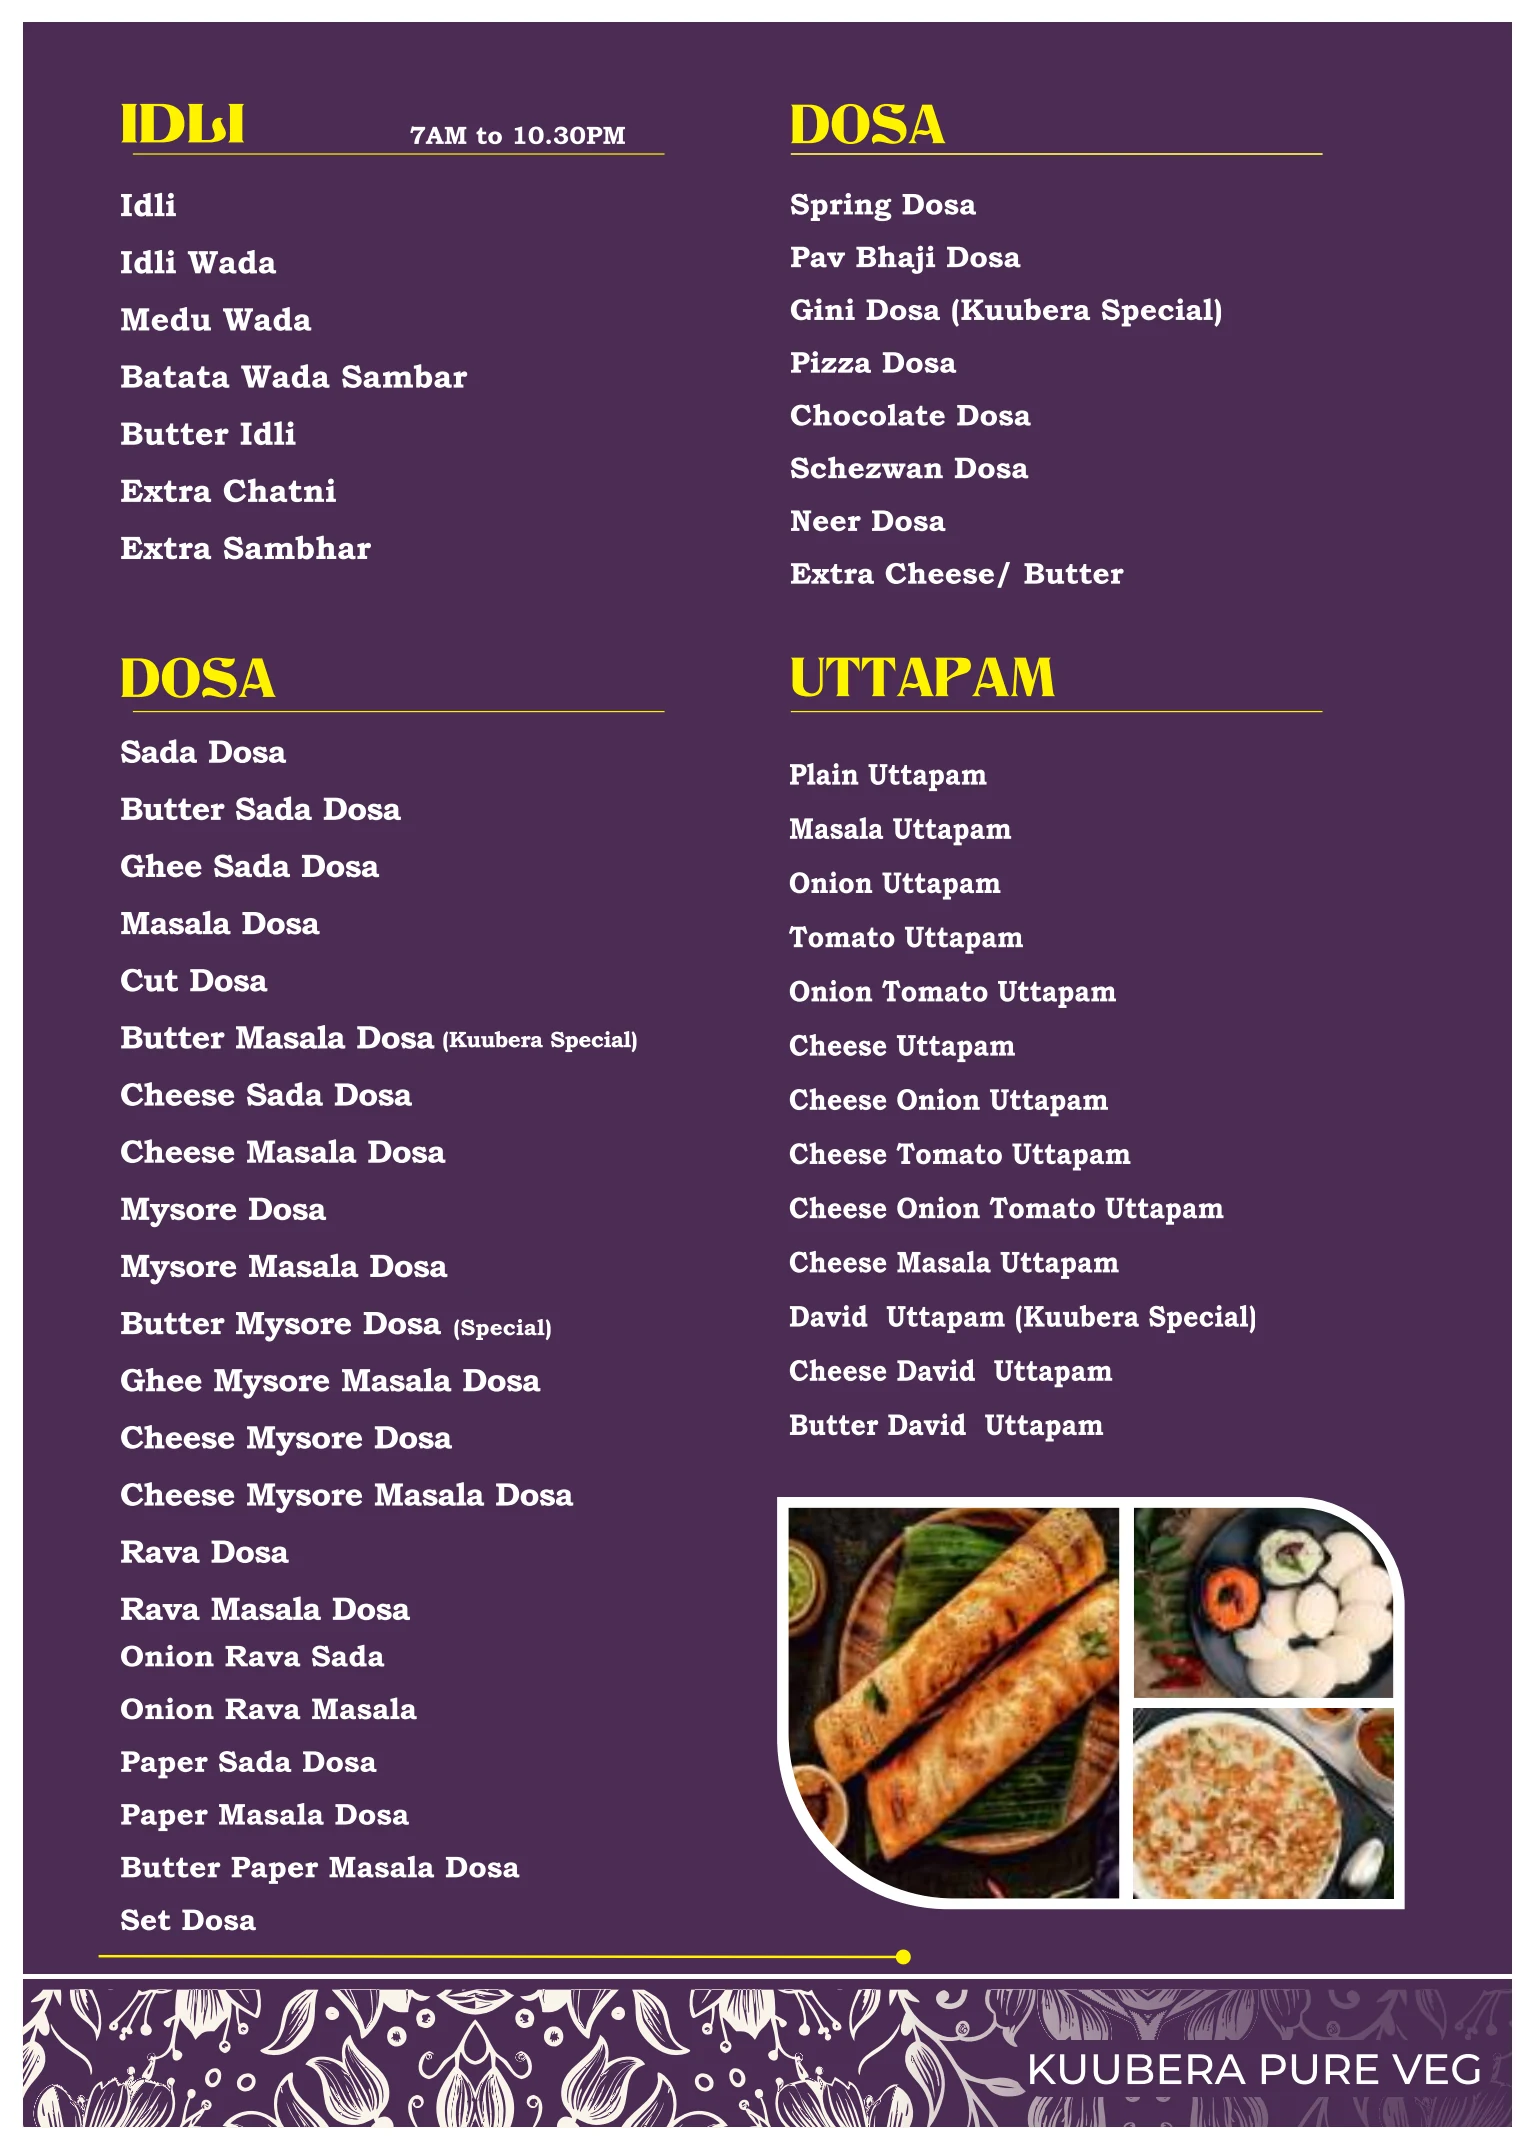 IDLI
7AM to 10.30PM
Idli
Idli Wada
Medu Wada
Batata Wada Sambar
Butter Idli
Extra Chatni
Extra Sambhar
DOSA
Sada Dosa
Butter Sada Dosa
Ghee Sada Dosa
Masala Dosa
Cut Dosa
Butter Masala Dosa (Kuubera Special)
Cheese Sada Dosa
Cheese Masala Dosa
Mysore Dosa
Mysore Masala Dosa
Butter Mysore Dosa (Special)
Ghee Mysore Masala Dosa
Cheese Mysore Dosa
Cheese Mysore Masala Dosa
Rava Dosa
Rava Masala Dosa
Onion Rava Sada
Onion Rava Masala
Paper Sada Dosa
Paper Masala Dosa
Butter Paper Masala Dosa
Set Dosa
DOSA
Spring Dosa
Pav Bhaji Dosa
Gini Dosa (Kuubera Special)
Pizza Dosa
Chocolate Dosa
Schezwan Dosa
Neer Dosa
Extra Cheese/ Butter
UTTAPAM
Plain Uttapam
Masala Uttapam
Onion Uttapam
Tomato Uttapam
Onion Tomato Uttapam
Cheese Uttapam
Cheese Onion Uttapam
Cheese Tomato Uttapam
Cheese Onion Tomato Uttapam
Cheese Masala Uttapam
David  Uttapam (Kuubera Special)
Cheese David  Uttapam
Butter David  Uttapam
KUUBERA PURE VEG